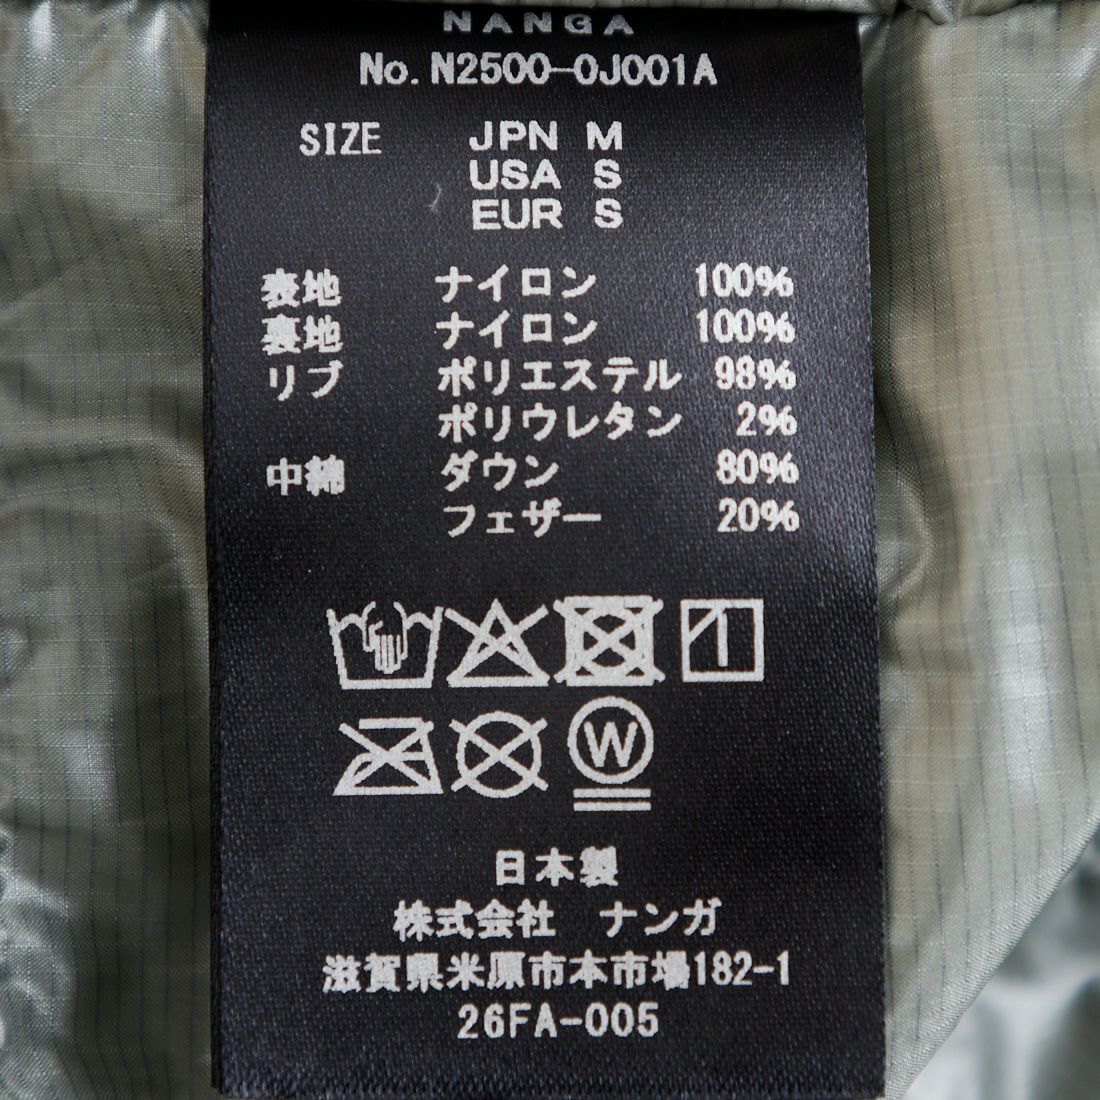 NANGA
No. N2500-0J001A
SIZE JPN M
USA S
EUR S
表地 ナイロン 100%
裏地 ナイロン 100%
リブ ポリエステル 98%
ポリウレタン 2%
中綿 ダウン 80%
フェザー 20%
W
日本製
株式会社 ナンガ
滋賀県米原市本市場182-1
26FA-005